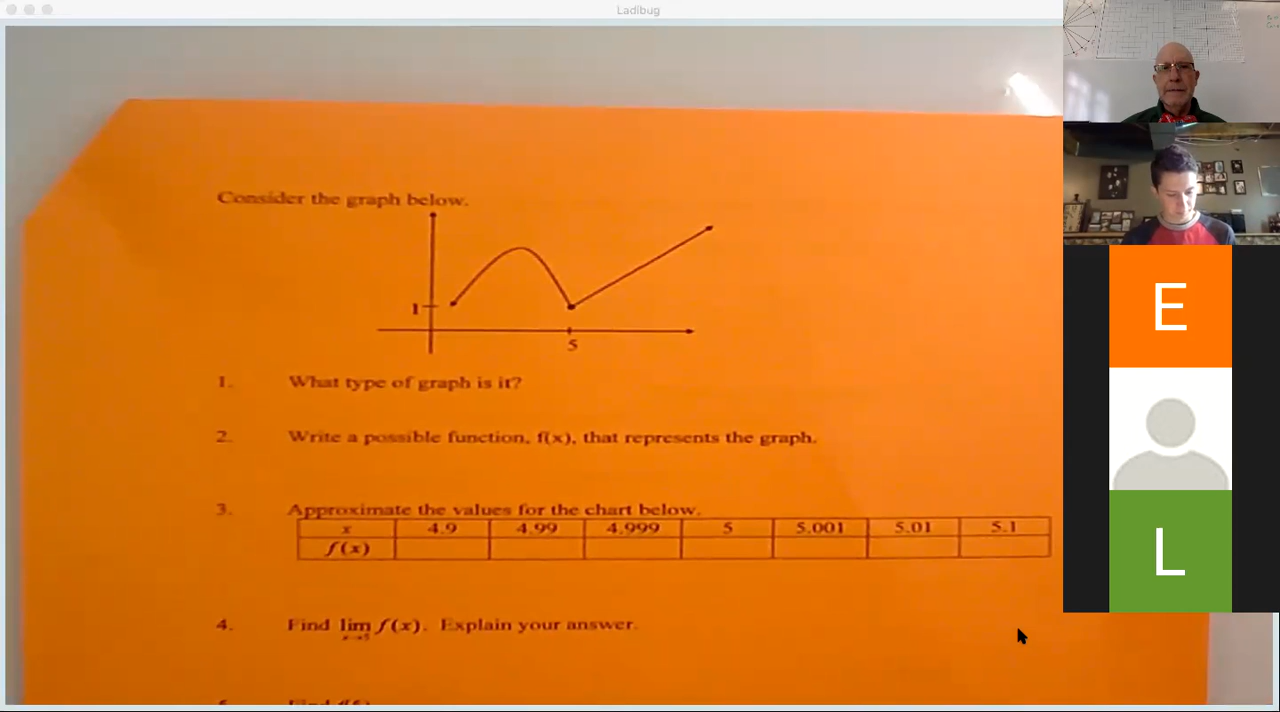 Ladibug
Consider the graph below.
1
5
1. What type of graph is it?
2. Write a possible function, f(x), that represents the graph.
3. Approximate the values for the chart below.
x 4.9 4.99 4.999 5 5.001 5.01 5.1
f(x)
4. Find lim f(x). Explain your answer.
x→5
E
L